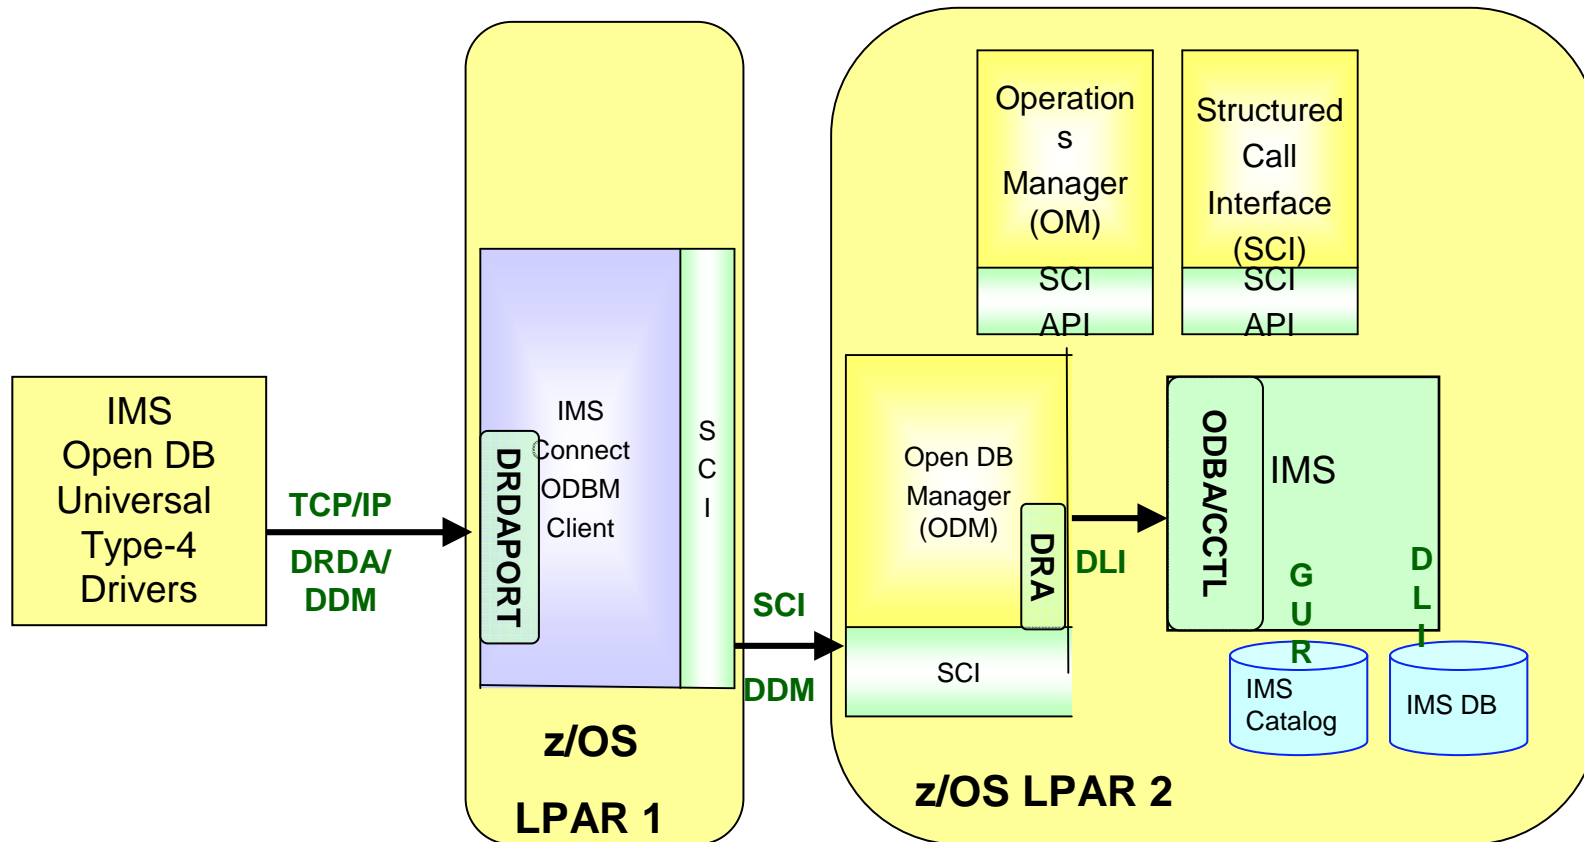 IMS
Open DB
Universal
Type-4
Drivers
TCP/IP
DRDA/
DDM
DRDAPORT
IMS
Connect
ODBM
Client
S
C
I
z/OS
LPAR 1
SCI
DDM
Operation
s
Manager
(OM)
SCI
API
Structured
Call
Interface
(SCI)
SCI
API
Open DB
Manager
(ODM)
DRA
SCI
DLI
ODBA/CCTL
IMS
G
U
R
D
L
I
IMS
Catalog
IMS DB
z/OS LPAR 2